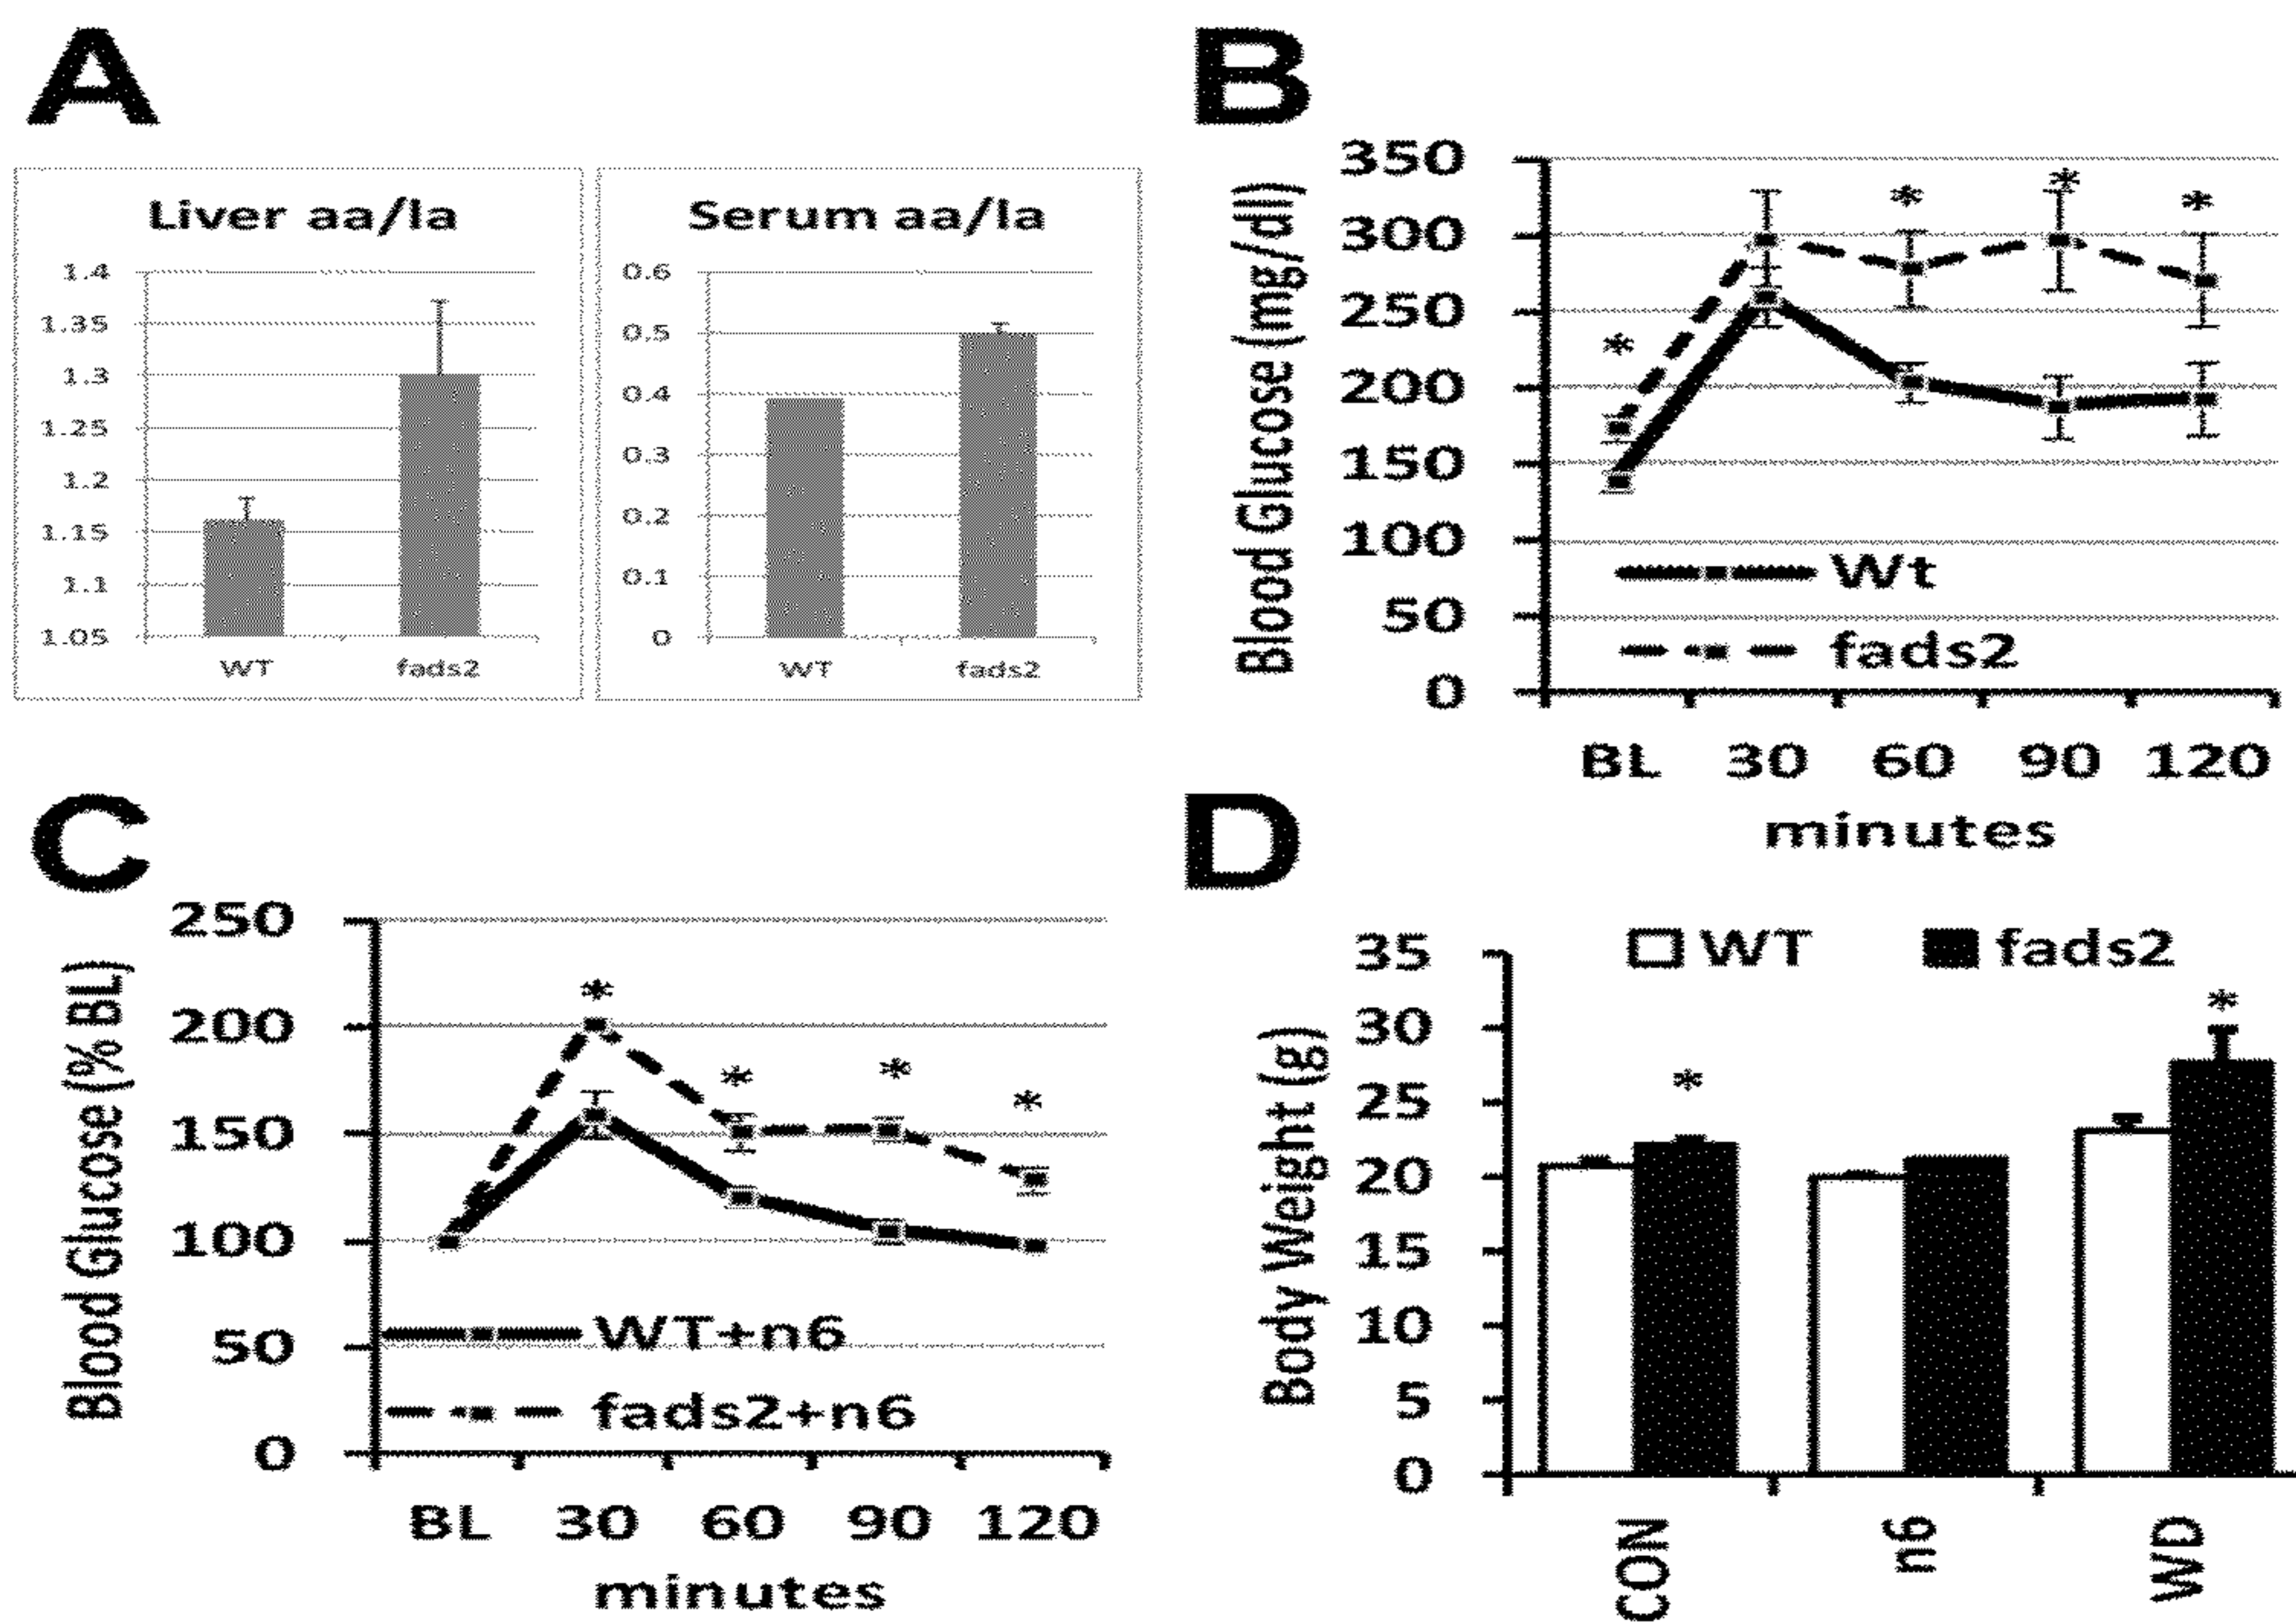 A
Liver aa/la
1.4
1.35
1.3
1.25
1.2
1.15
1.1
1.05
WT fads2
Serum aa/la
0.6
0.5
0.4
0.3
0.2
0.1
0
WT fads2
B
Blood Glucose (mg/dl)
350
300
250
200
150
100
50
0
* * * *
Wt
fads2
BL 30 60 90 120
minutes
C
Blood Glucose (% BL)
250
200
150
100
50
0
* * * *
WT+n6
fads2+n6
BL 30 60 90 120
minutes
D
Body Weight (g)
35
30
25
20
15
10
5
0
WT fads2
* *
CON n6 WD